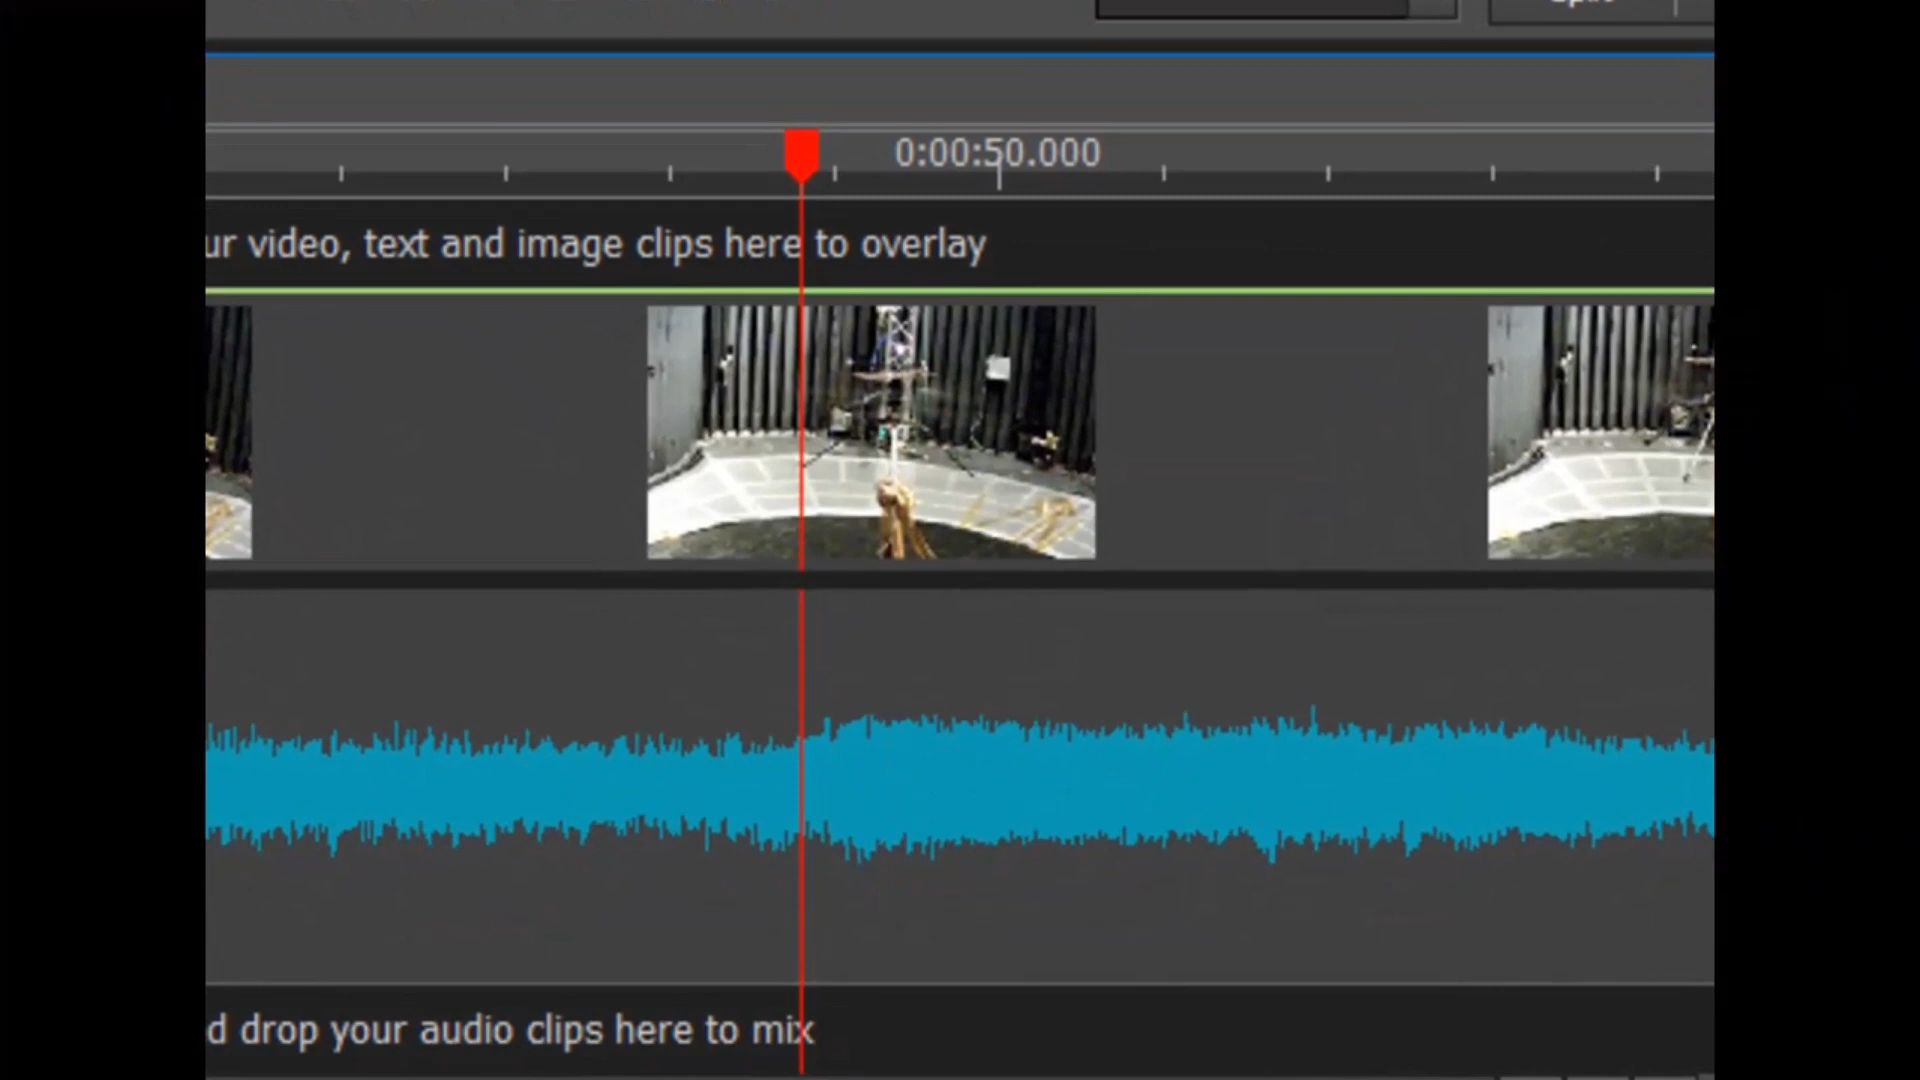 Split
0:00:50.000
ur video, text and image clips here to overlay
d drop your audio clips here to mix